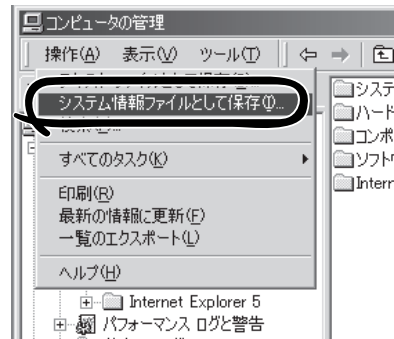 コンピュータの管理
操作(A) 表示(V) ツール(T)
システム情報ファイルとして保存(I)...
すべてのタスク(K)
印刷(R)
最新の情報に更新(F)
一覧のエクスポート(L)
ヘルプ(H)
システ
ハード
コンポ
ソフトウ
Intern
Internet Explorer 5
パフォーマンス ログと警告